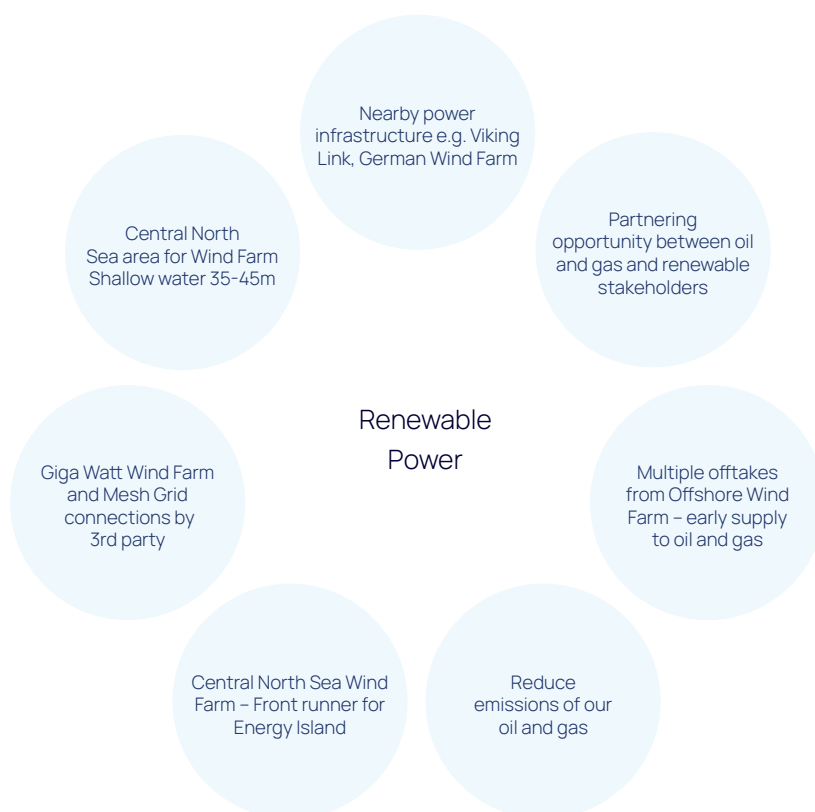 Nearby power
infrastructure e.g. Viking
Link, German Wind Farm
Partnering
opportunity between oil
and gas and renewable
stakeholders
Multiple offtakes
from Offshore Wind
Farm – early supply
to oil and gas
Reduce
emissions of our
oil and gas
Central North Sea Wind
Farm – Front runner for
Energy Island
Giga Watt Wind Farm
and Mesh Grid
connections by
3rd party
Central North
Sea area for Wind Farm
Shallow water 35-45m
Renewable
Power